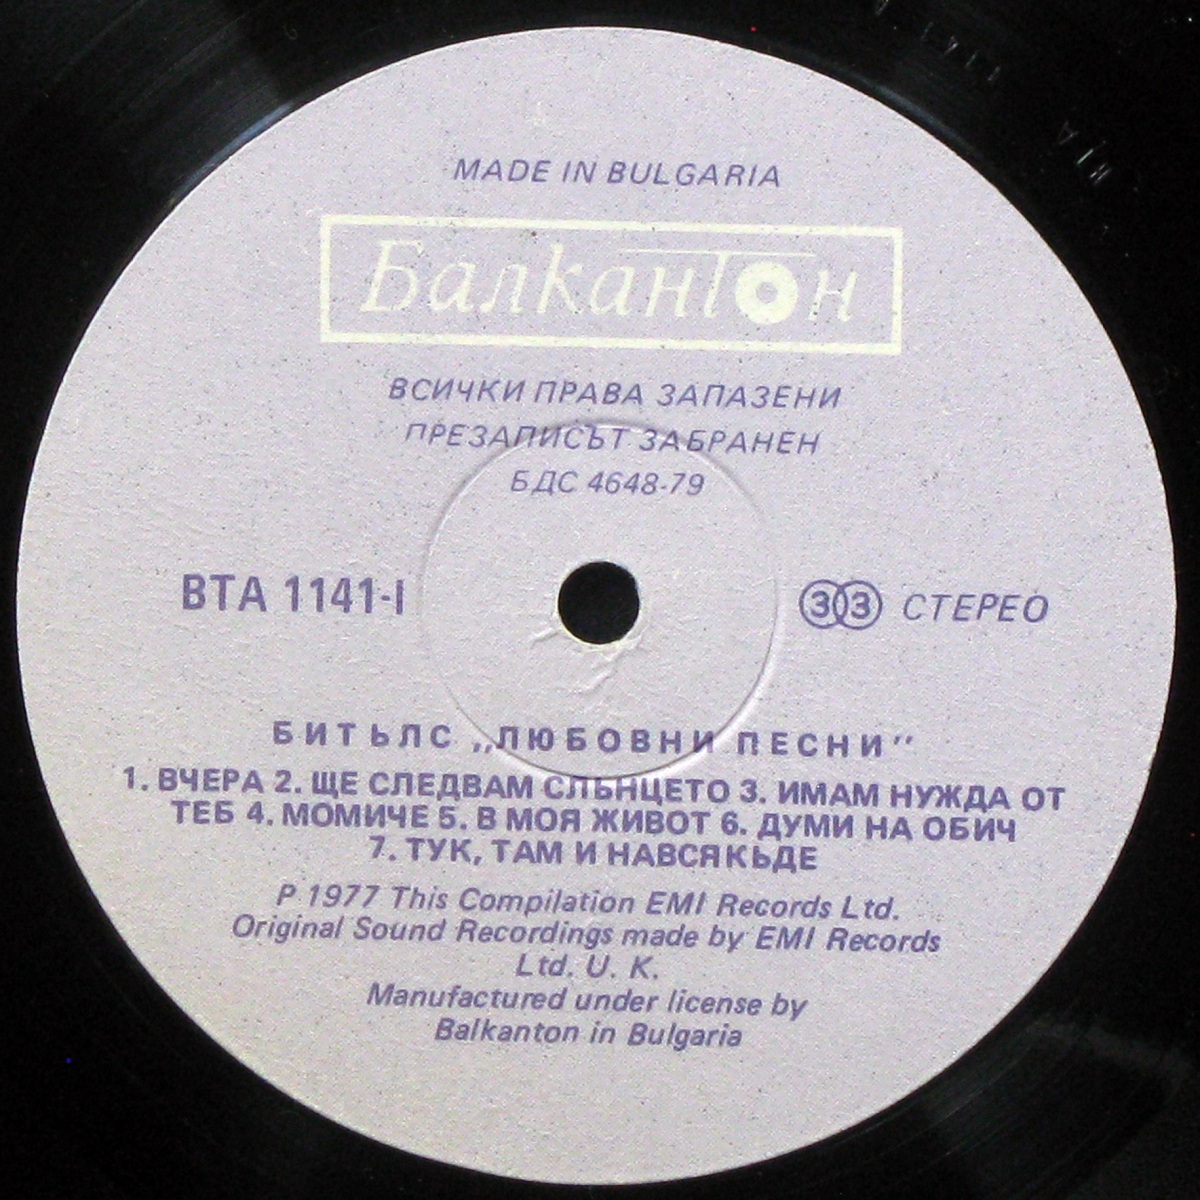 MADE IN BULGARIA
Балкантон
ВСИЧКИ ПРАВА ЗАПАЗЕНИ
ПРЕЗАПИСЪТ ЗАБРАНЕН
БДС 4648-79
ВТА 1141-I
33 СТЕРЕО
БИТЬЛС „ЛЮБОВНИ ПЕСНИ"
1. ВЧЕРА 2. ЩЕ СЛЕДВАМ СЛЪНЦЕТО 3. ИМАМ НУЖДА ОТ
ТЕБ 4. МОМИЧЕ 5. В МОЯ ЖИВОТ 6. ДУМИ НА ОБИЧ
7. ТУК, ТАМ И НАВСЯКЬДЕ
P 1977 This Compilation EMI Records Ltd.
Original Sound Recordings made by EMI Records
Ltd. U. K.
Manufactured under license by
Balkanton in Bulgaria